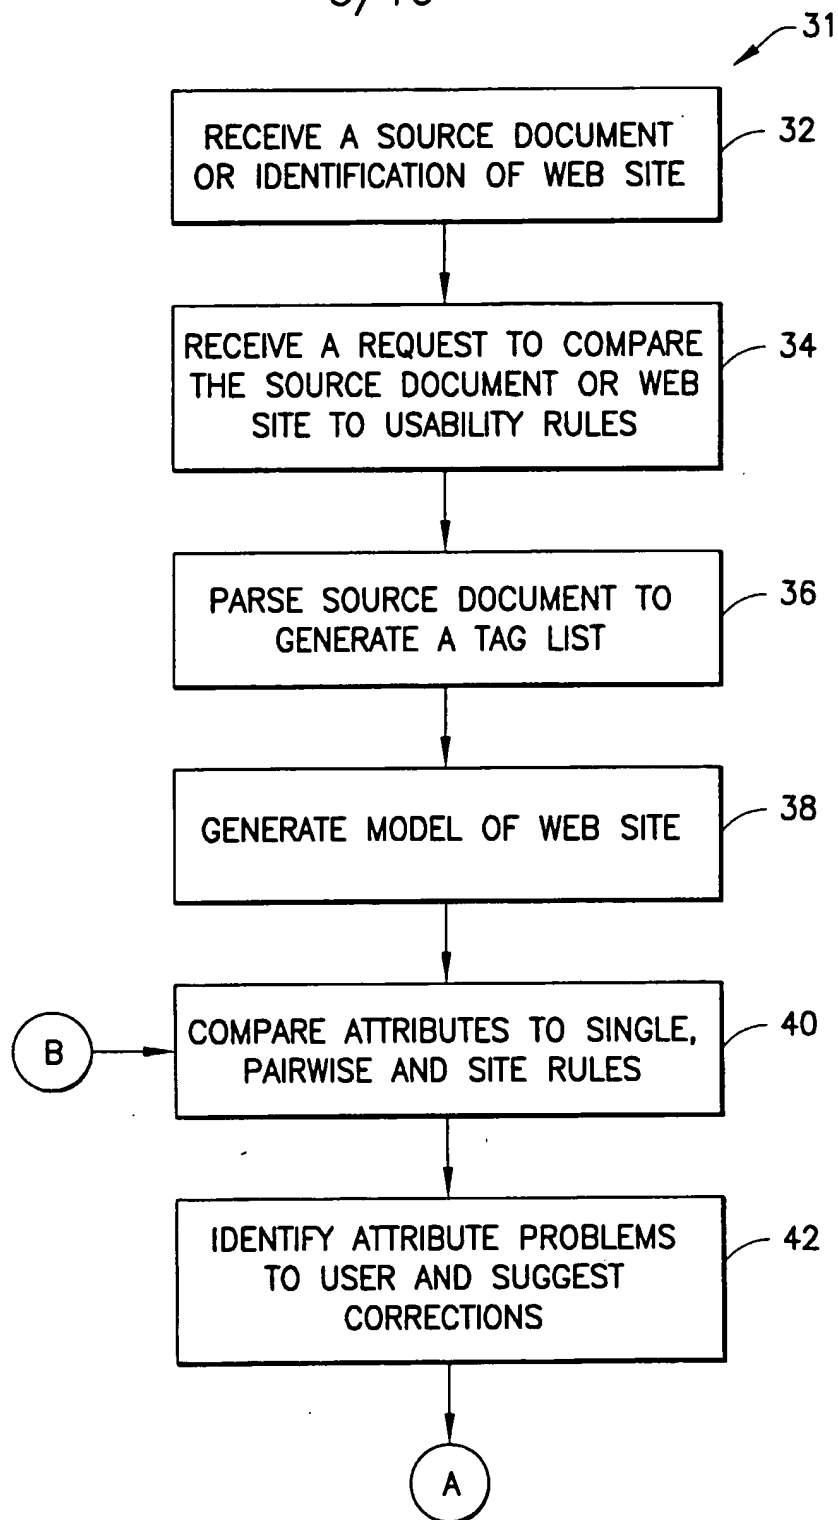 31
RECEIVE A SOURCE DOCUMENT
OR IDENTIFICATION OF WEB SITE
32
RECEIVE A REQUEST TO COMPARE
THE SOURCE DOCUMENT OR WEB
SITE TO USABILITY RULES
34
PARSE SOURCE DOCUMENT TO
GENERATE A TAG LIST
36
GENERATE MODEL OF WEB SITE
38
B
COMPARE ATTRIBUTES TO SINGLE,
PAIRWISE AND SITE RULES
40
IDENTIFY ATTRIBUTE PROBLEMS
TO USER AND SUGGEST
CORRECTIONS
42
A